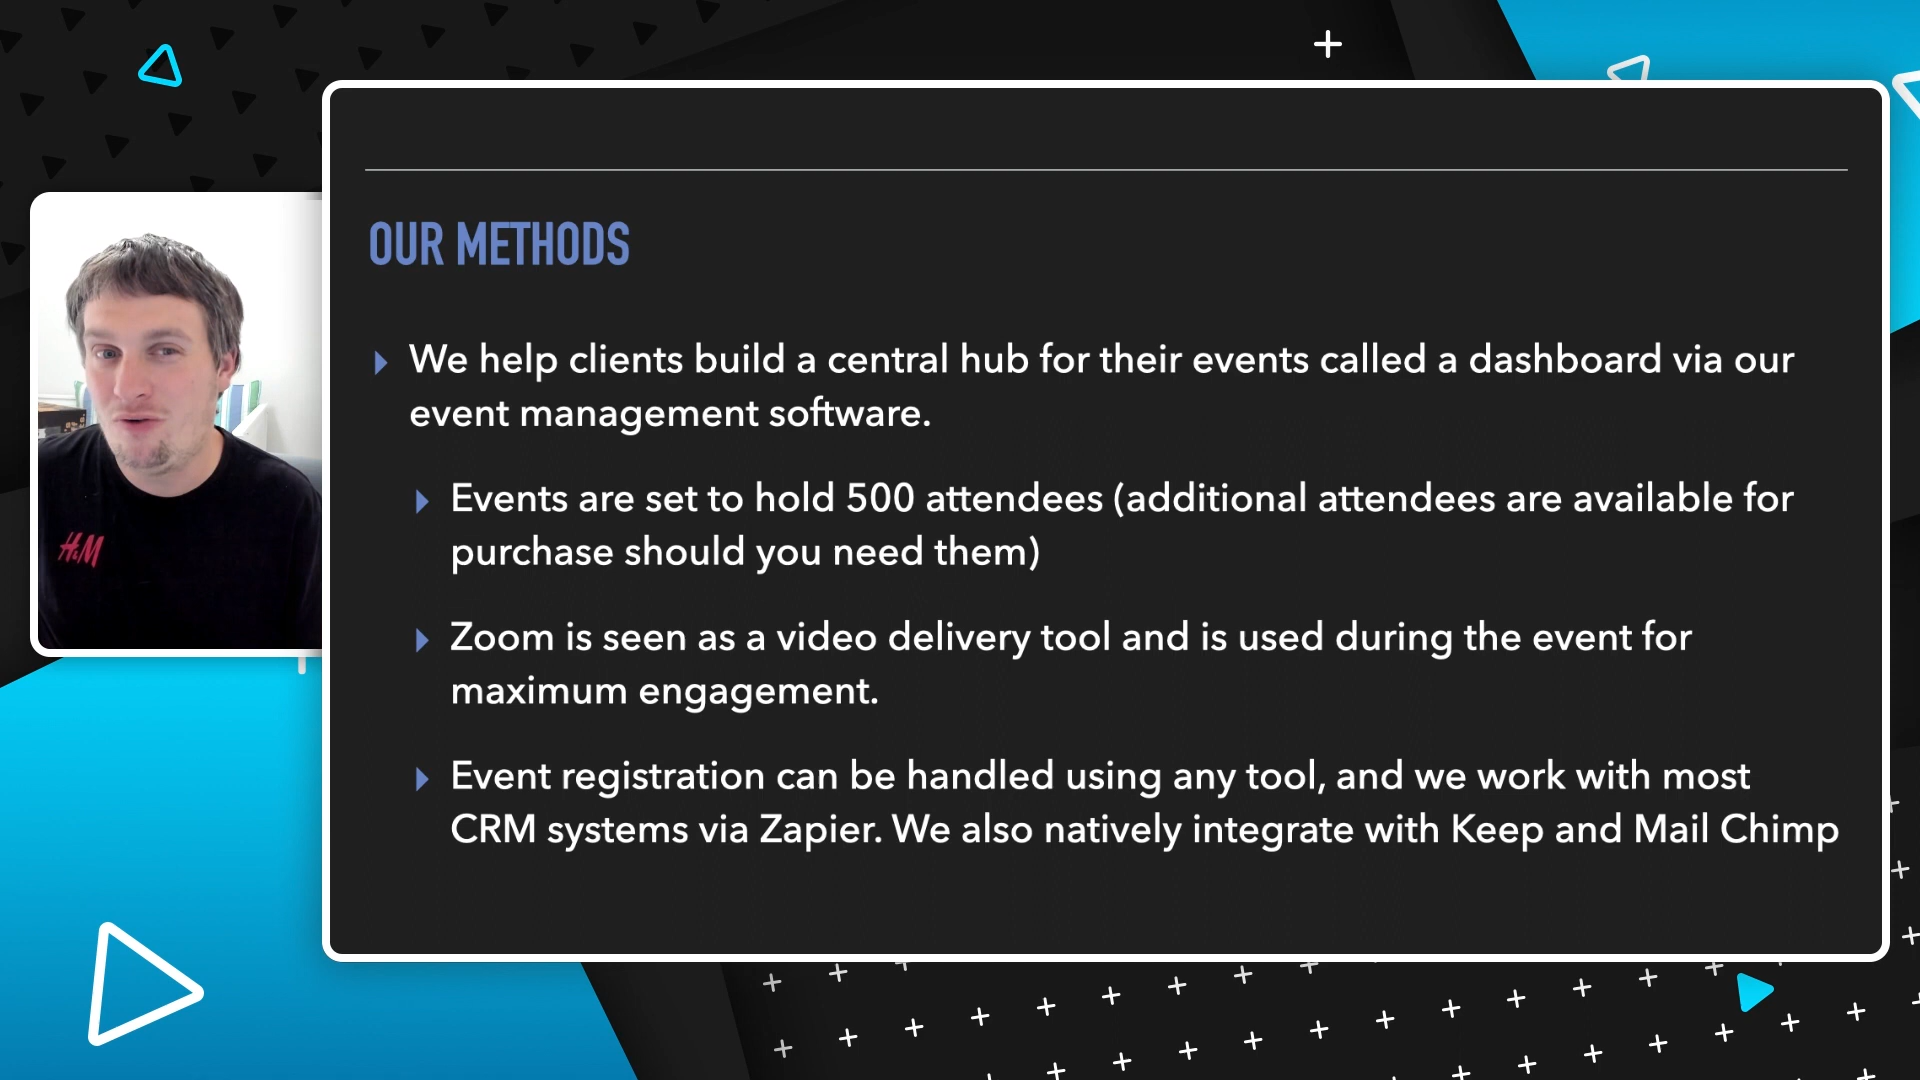 OUR METHODS
We help clients build a central hub for their events called a dashboard via our
event management software.
Events are set to hold 500 attendees (additional attendees are available for
purchase should you need them)
Zoom is seen as a video delivery tool and is used during the event for
maximum engagement.
Event registration can be handled using any tool, and we work with most
CRM systems via Zapier. We also natively integrate with Keep and Mail Chimp
H&M